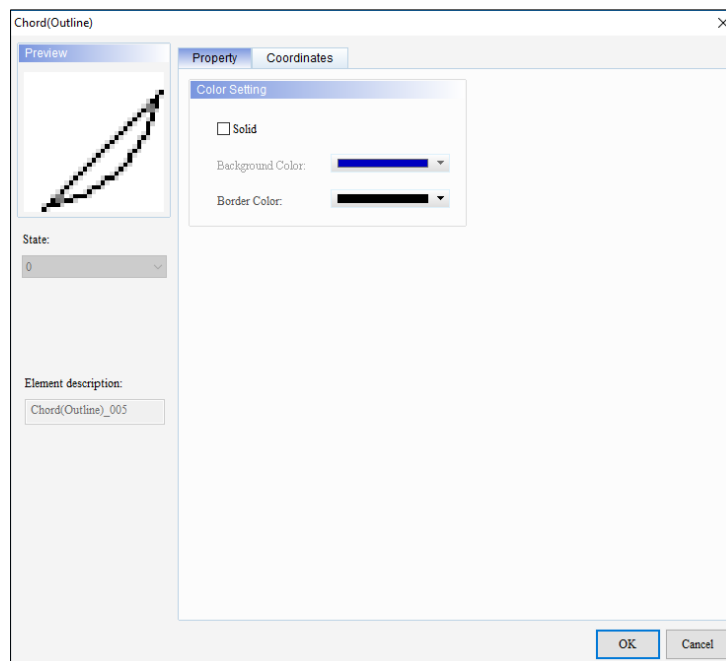 Chord(Outline)
Preview
Property
Coordinates
Color Setting
Solid
Background Color:
Border Color:
State:
0
Element description:
Chord(Outline)_005
OK
Cancel